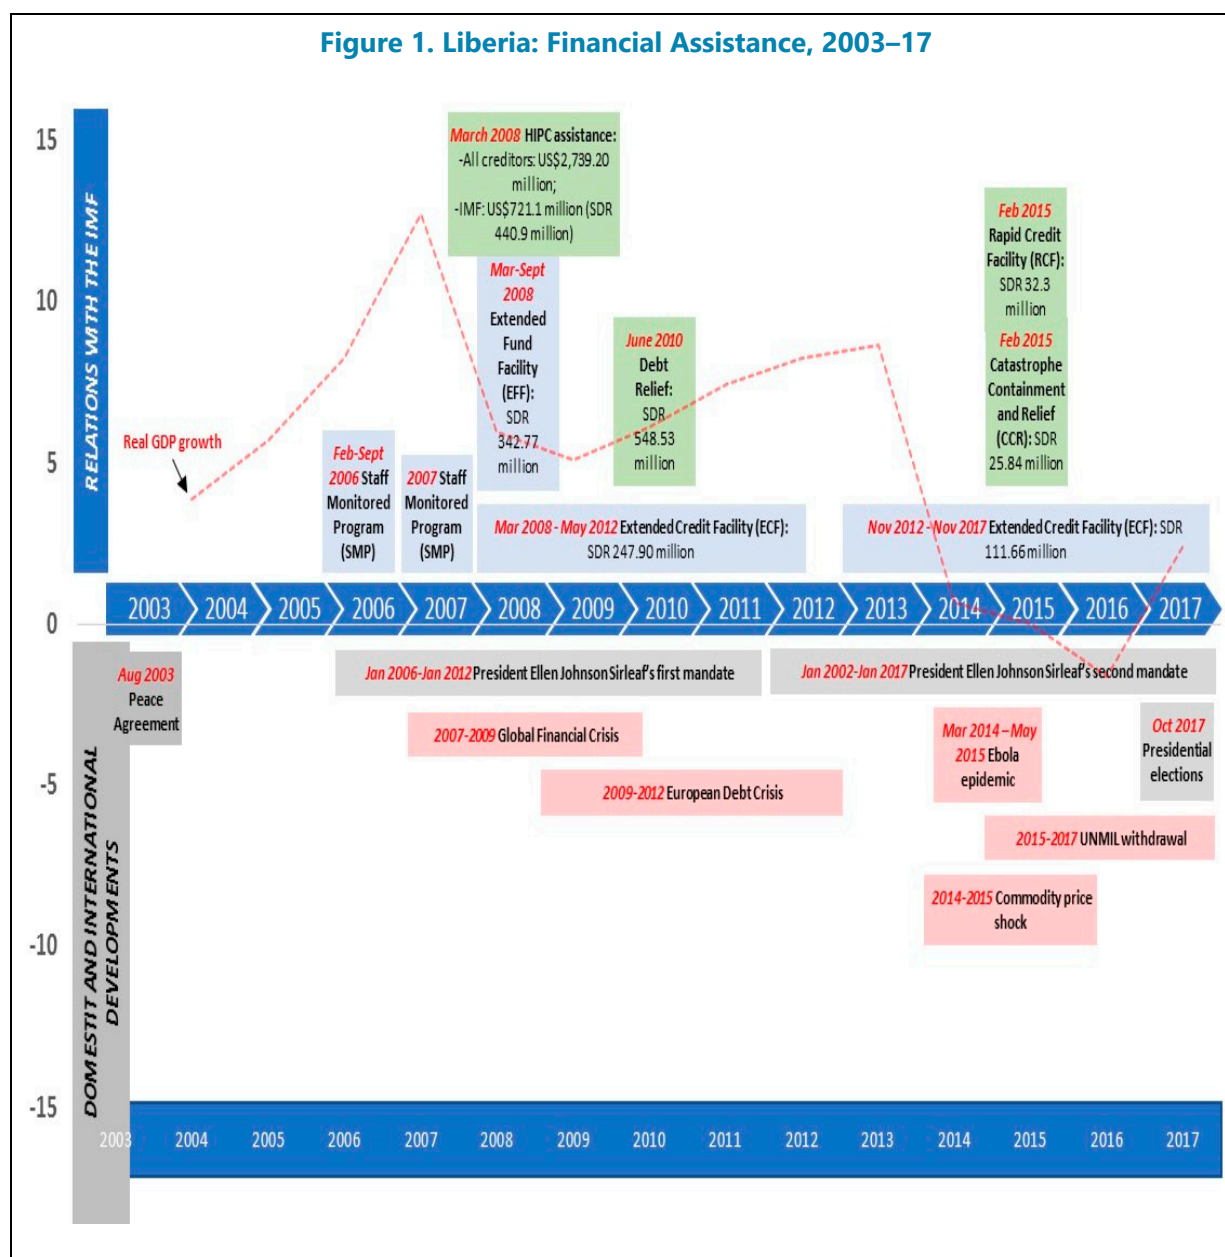 Figure 1. Liberia: Financial Assistance, 2003–17
RELATIONS WITH THE IMF
15
10
5
0
-5
-10
-15
March 2008 HIPC assistance:
-All creditors: US$2,739.20
million;
-IMF: US$721.1 million (SDR
440.9 million)
Mar-Sept
2008
Extended
Fund
Facility
(EFF):
SDR
342.77
million
June 2010
Debt
Relief:
SDR
548.53
million
Feb 2015
Rapid Credit
Facility (RCF):
SDR 32.3
million
Feb 2015
Catastrophe
Containment
and Relief
(CCR): SDR
25.84 million
Real GDP growth
Feb-Sept
2006 Staff
Monitored
Program
(SMP)
2007 Staff
Monitored
Program
(SMP)
Mar 2008 - May 2012 Extended Credit Facility (ECF):
SDR 247.90 million
Nov 2012 - Nov 2017 Extended Credit Facility (ECF): SDR
111.66 million
2003 2004 2005 2006 2007 2008 2009 2010 2011 2012 2013 2014 2015 2016 2017
DOMESTIT AND INTERNATIONAL
DEVELOPMENTS
Aug 2003
Peace
Agreement
Jan 2006-Jan 2012 President Ellen Johnson Sirleaf's first mandate
Jan 2002-Jan 2017 President Ellen Johnson Sirleaf's second mandate
2007-2009 Global Financial Crisis
Mar 2014 – May
2015 Ebola
epidemic
Oct 2017
Presidential
elections
2009-2012 European Debt Crisis
2015-2017 UNMIL withdrawal
2014-2015 Commodity price
shock
2003 2004 2005 2006 2007 2008 2009 2010 2011 2012 2013 2014 2015 2016 2017